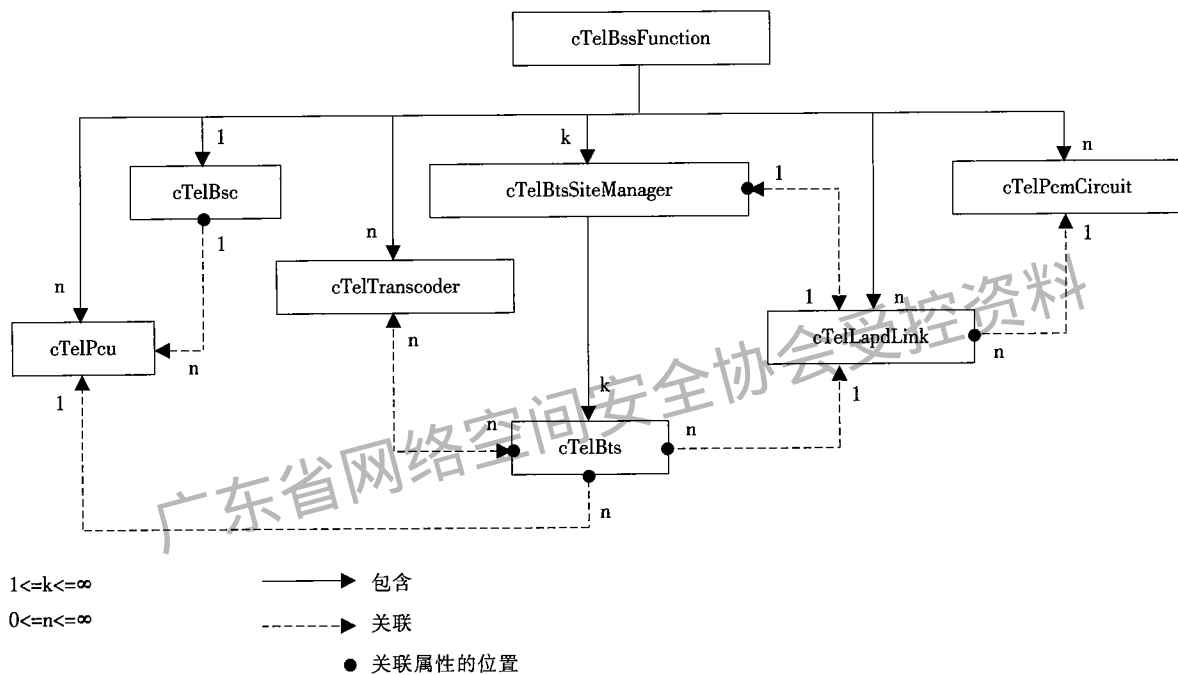 cTelBssFunction
1
k
n
cTelBsc
cTelBtsSiteManager
1
cTelPcmCircuit
1
n
1
cTelTranscoder
n
1
n
cTelPcu
n
n
cTelLapdLink
n
1
k
1
n
cTelBts
n
n
广东省网络空间安全协会受控资料
1<=k<=∞
包含
0<=n<=∞
关联
关联属性的位置